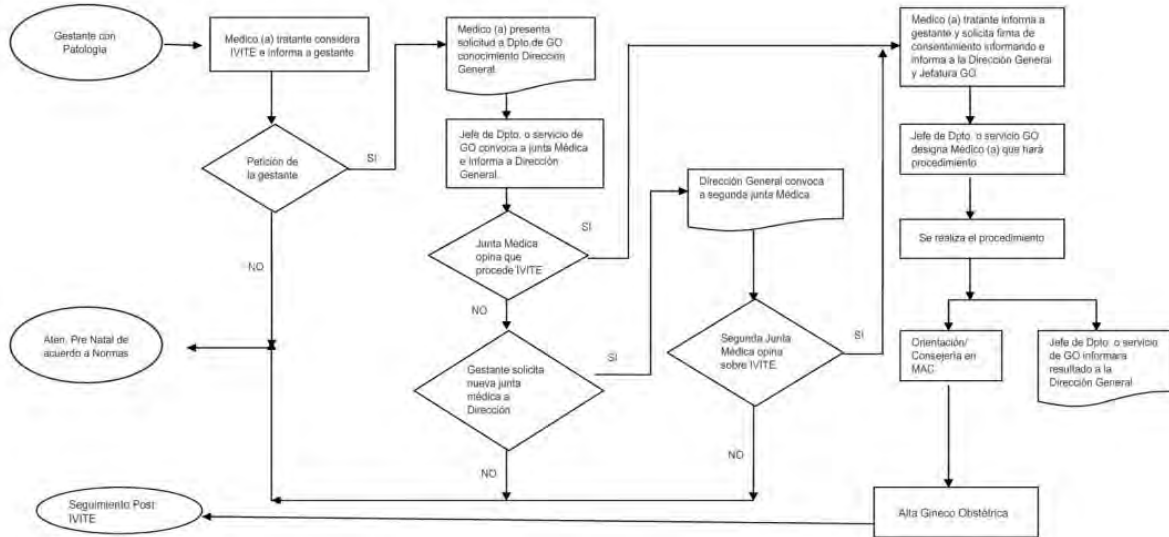 Gestante con
Patología
Medico (a) tratante considera
IVITE e informa a gestante
Medico (a) presenta
solicitud a Dpto de GO
conocimiento Dirección
General.
Medico (a) tratante informa a
gestante y solicita firma de
consentimiento informando e
informa a la Dirección General
y Jefatura GO.
Petición de
la gestante
SI
Jefe de Dpto. o servicio de
GO convoca a junta Médica
e informa a Dirección
General.
Jefe de Dpto. o servicio GO
designa Médico (a) que hará
procedimiento
Dirección General convoca
a segunda junta Médica
Junta Médica
opina que
procede IVITE
SI
Se realiza el procedimiento
NO
NO
Aten. Pre Natal de
acuerdo a Normas
Gestante solicita
nueva junta
médica a
Dirección
SI
Segunda Junta
Médica opina
sobre IVITE.
SI
Orientación/
Consejería en
MAC
Jefe de Dpto. o servicio
de GO informara
resultado a la
Dirección General
NO
NO
Seguimiento Post
IVITE
Alta Gineco Obstétrica